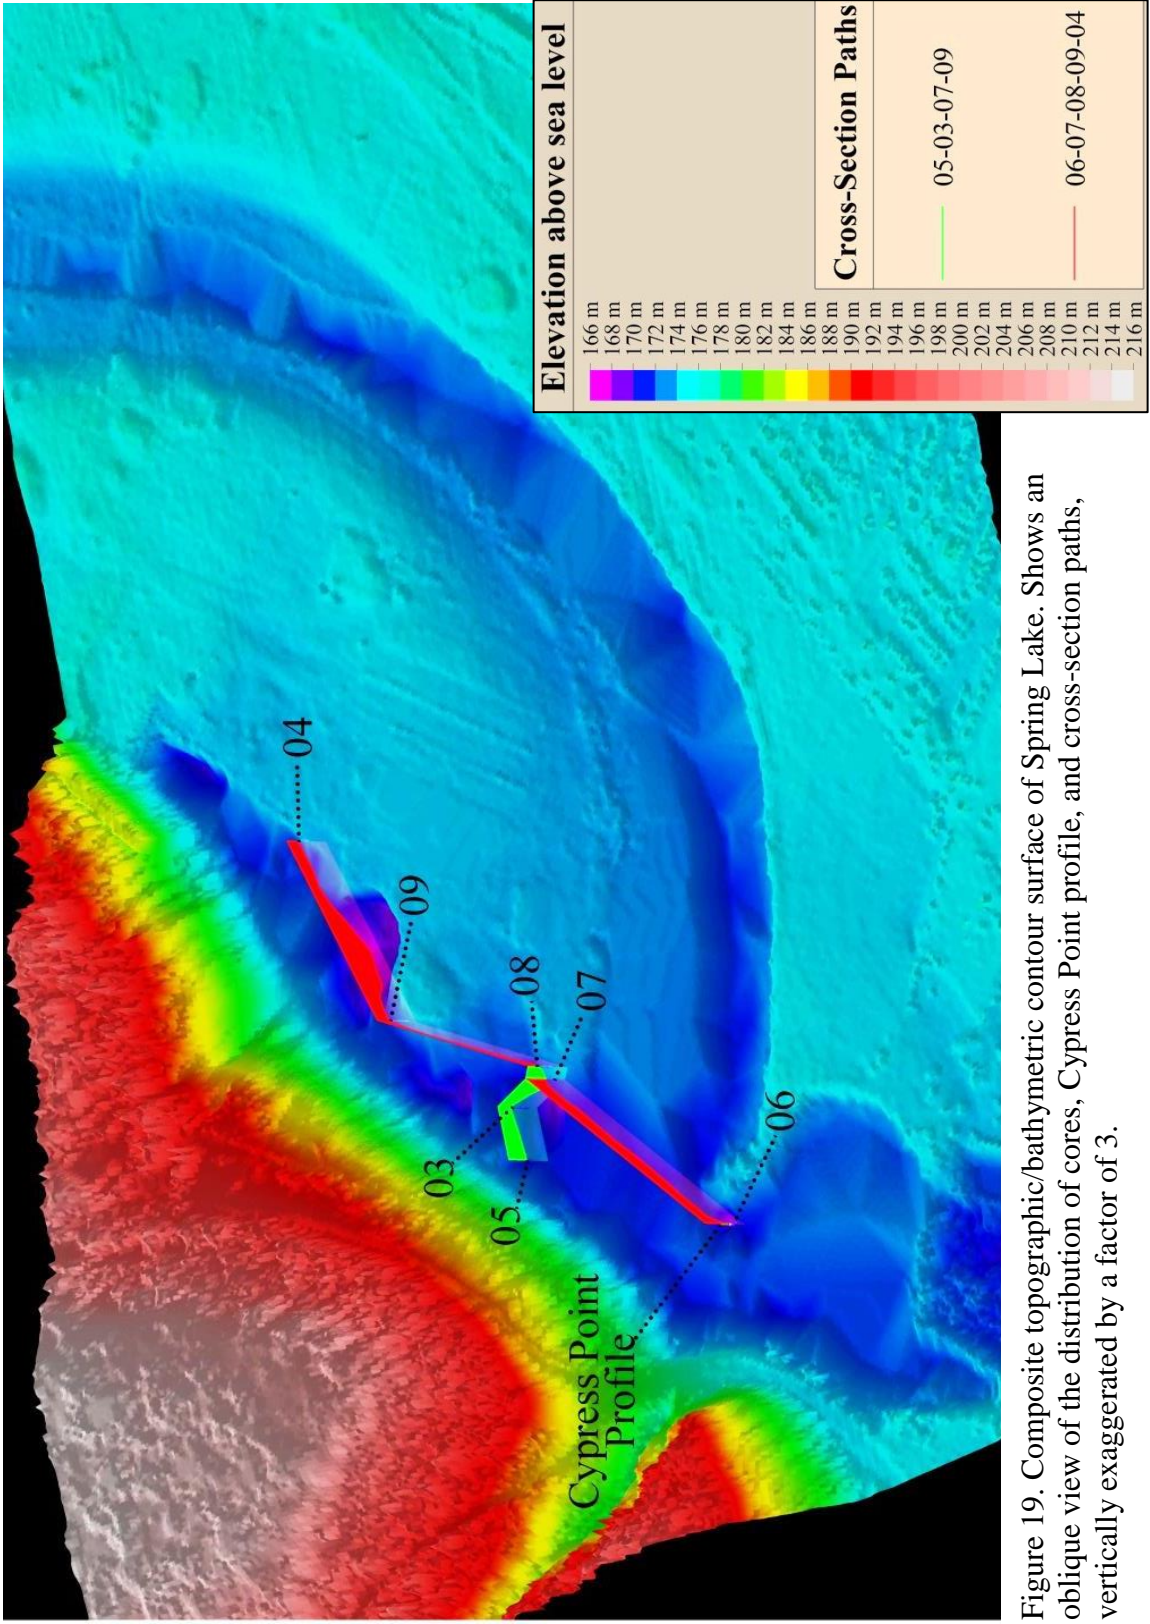 04
09
08
07
03
05
06
Cypress Point
Profile
Elevation above sea level
166 m
168 m
170 m
172 m
174 m
176 m
178 m
180 m
182 m
184 m
186 m
188 m
190 m
192 m
194 m
196 m
198 m
200 m
202 m
204 m
206 m
208 m
210 m
212 m
214 m
216 m
Cross-Section Paths
05-03-07-09
06-07-08-09-04
Figure 19. Composite topographic/bathymetric contour surface of Spring Lake. Shows an
oblique view of the distribution of cores, Cypress Point profile, and cross-section paths,
vertically exaggerated by a factor of 3.